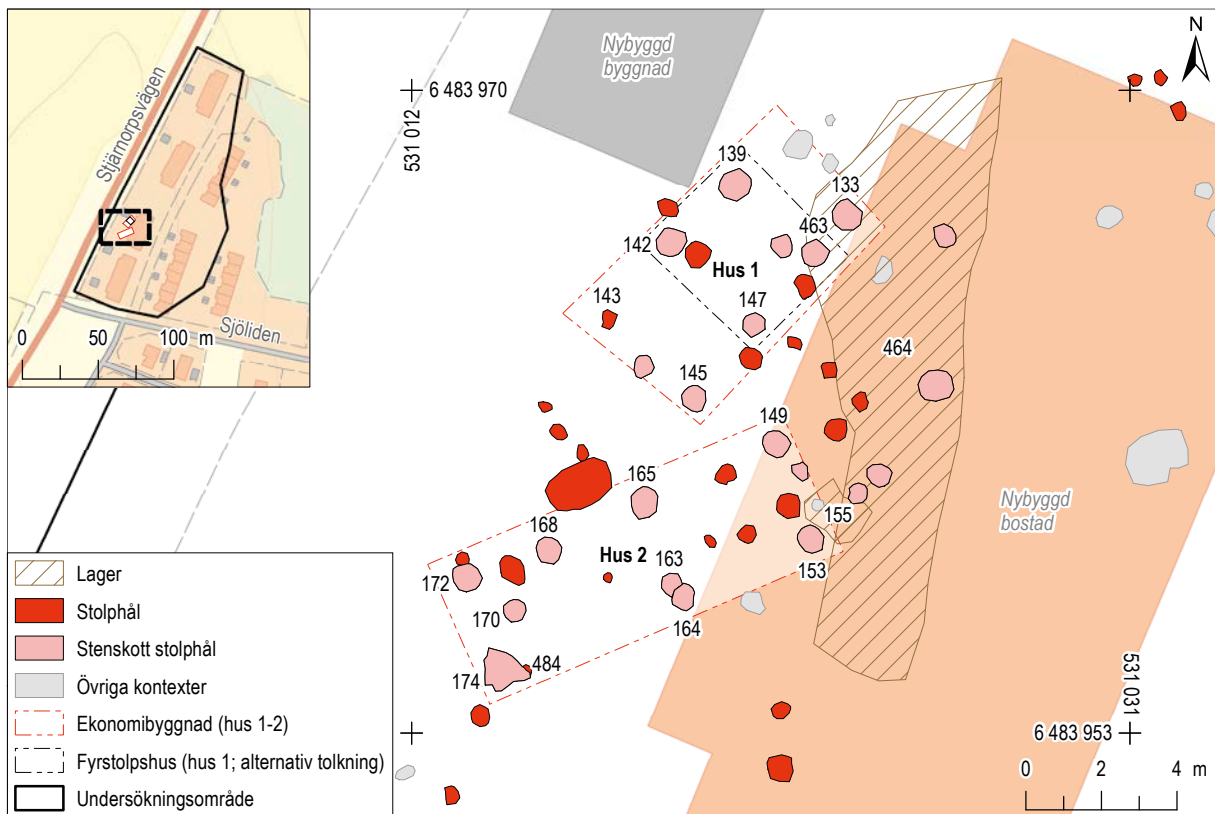 Stjärnorpsvägen
Sjöliden
0 50 100 m
Nybyggd
byggnad
N
6 483 970
531 012
139
133
463
142
Hus 1
143
147
464
145
149
165
168
155
Nybyggd
bostad
Hus 2
163
153
172
170
164
484
174
531 031
6 483 953
0 2 4 m
Lager
Stolphål
Stenskott stolphål
Övriga kontexter
Ekonomibyggnad (hus 1-2)
Fyrstolpshus (hus 1; alternativ tolkning)
Undersökningsområde